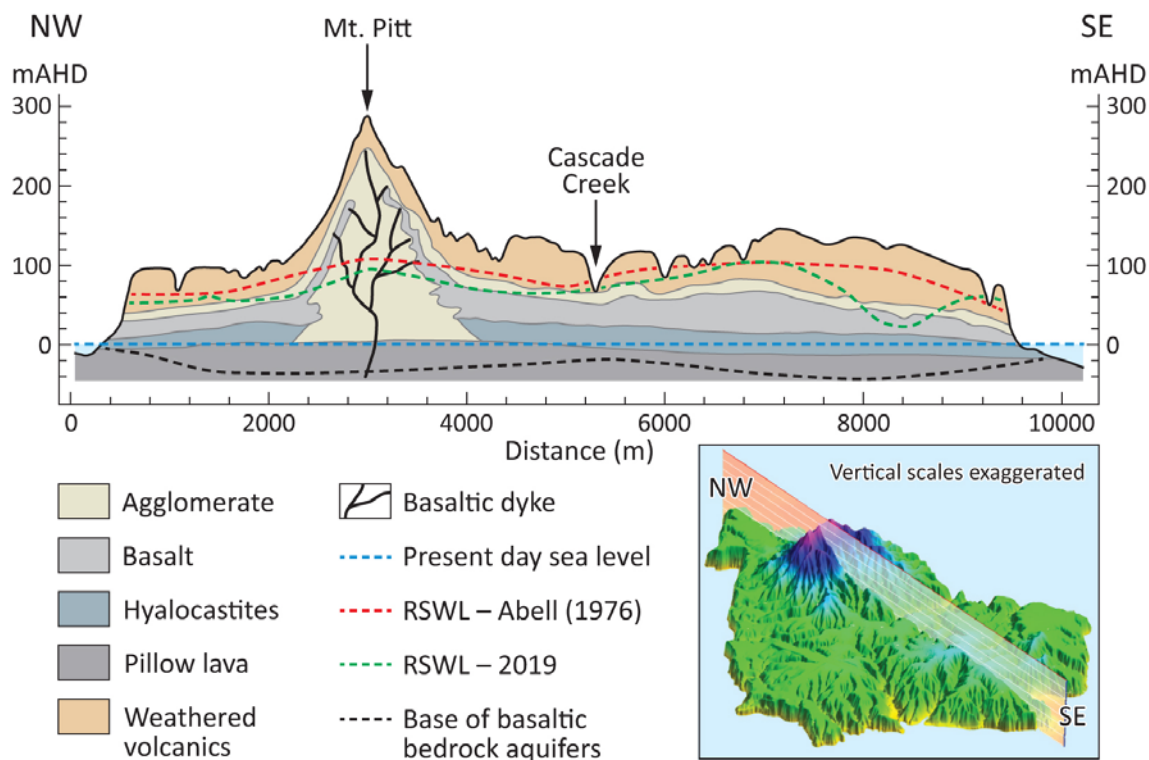 NW
SE
Mt. Pitt
mAHD
mAHD
300
300
Cascade
Creek
200
200
100
100
0
0
0
2000
4000
6000
8000
10000
Distance (m)
Agglomerate
Basalt
Hyalocastites
Pillow lava
Weathered
volcanics
Basaltic dyke
Present day sea level
RSWL – Abell (1976)
RSWL – 2019
Base of basaltic
bedrock aquifers
Vertical scales exaggerated
NW
SE